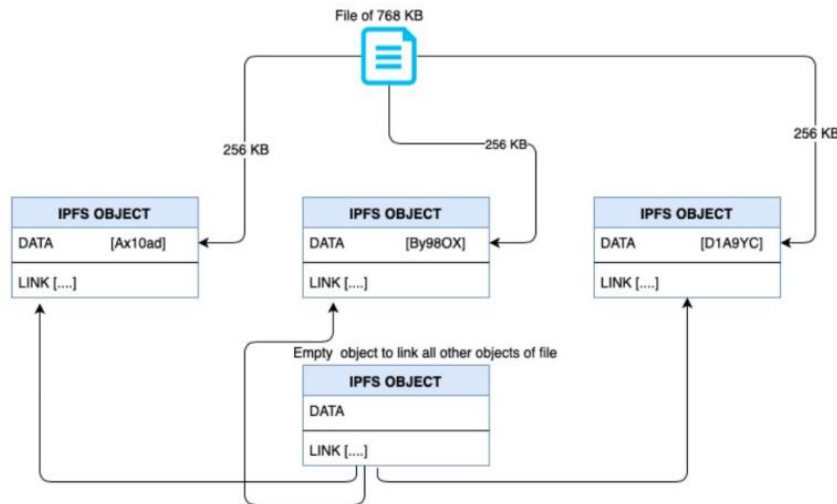 File of 768 KB
256 KB
256 KB
256 KB
IPFS OBJECT
DATA [Ax10ad]
LINK [....]
IPFS OBJECT
DATA [By98OX]
LINK [....]
IPFS OBJECT
DATA [D1A9YC]
LINK [....]
Empty object to link all other objects of file
IPFS OBJECT
DATA
LINK [....]